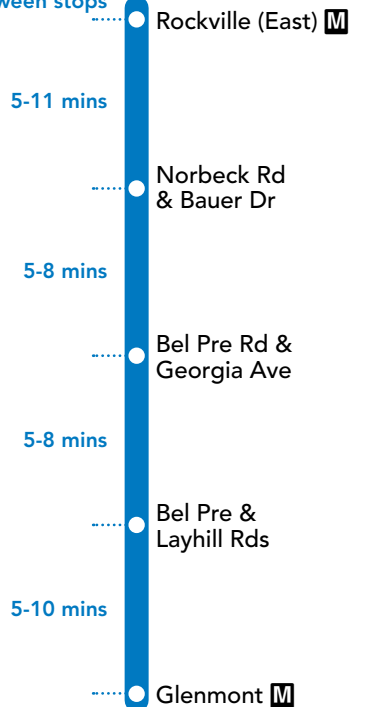 stops
Rockville (East) M
5-11 mins
Norbeck Rd
& Bauer Dr
5-8 mins
Bel Pre Rd &
Georgia Ave
5-8 mins
Bel Pre &
Layhill Rds
5-10 mins
Glenmont M